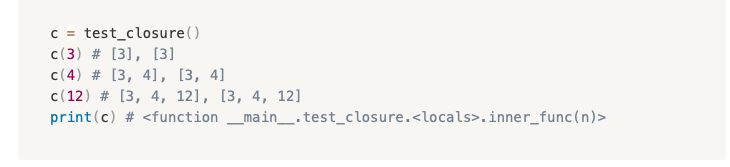 c = test_closure()
c(3) # [3], [3]
c(4) # [3, 4], [3, 4]
c(12) # [3, 4, 12], [3, 4, 12]
print(c) # <function __main__.test_closure.<locals>.inner_func(n)>